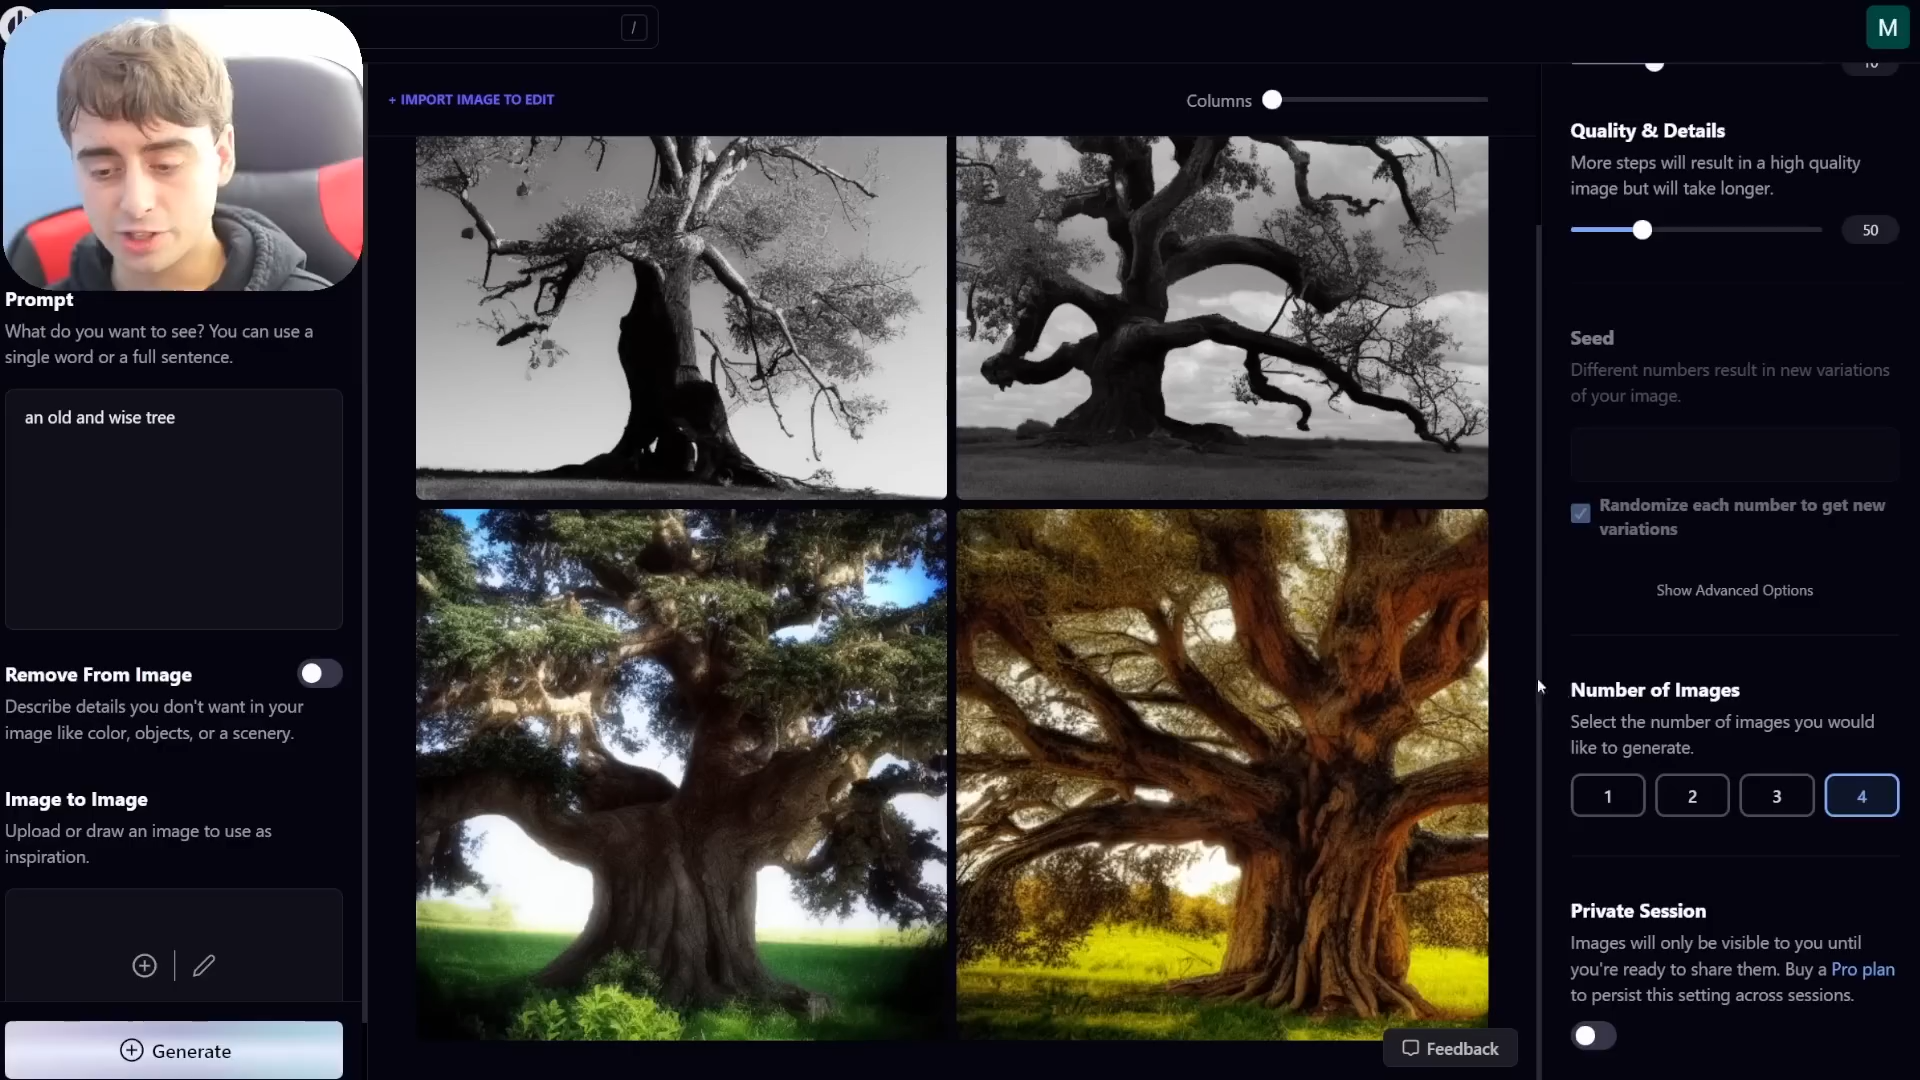 /
M
+ IMPORT IMAGE TO EDIT
Columns
10
Quality & Details
More steps will result in a high quality
image but will take longer.
50
Seed
Different numbers result in new variations
of your image.
Randomize each number to get new
variations
Show Advanced Options
Number of Images
Select the number of images you would
like to generate.
1
2
3
4
Private Session
Images will only be visible to you until
you're ready to share them. Buy a Pro plan
to persist this setting across sessions.
Prompt
What do you want to see? You can use a
single word or a full sentence.
an old and wise tree
Remove From Image
Describe details you don't want in your
image like color, objects, or a scenery.
Image to Image
Upload or draw an image to use as
inspiration.
Generate
Feedback